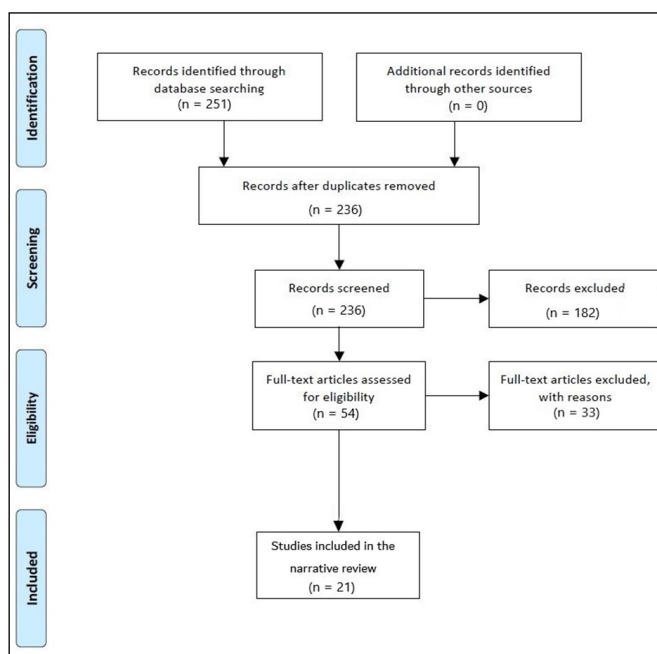 Identification
Records identified through
database searching
(n = 251)
Additional records identified
through other sources
(n = 0)
Records after duplicates removed
(n = 236)
Screening
Records screened
(n = 236)
Records excluded
(n = 182)
Eligibility
Full-text articles assessed
for eligibility
(n = 54)
Full-text articles excluded,
with reasons
(n = 33)
Included
Studies included in the
narrative review
(n = 21)